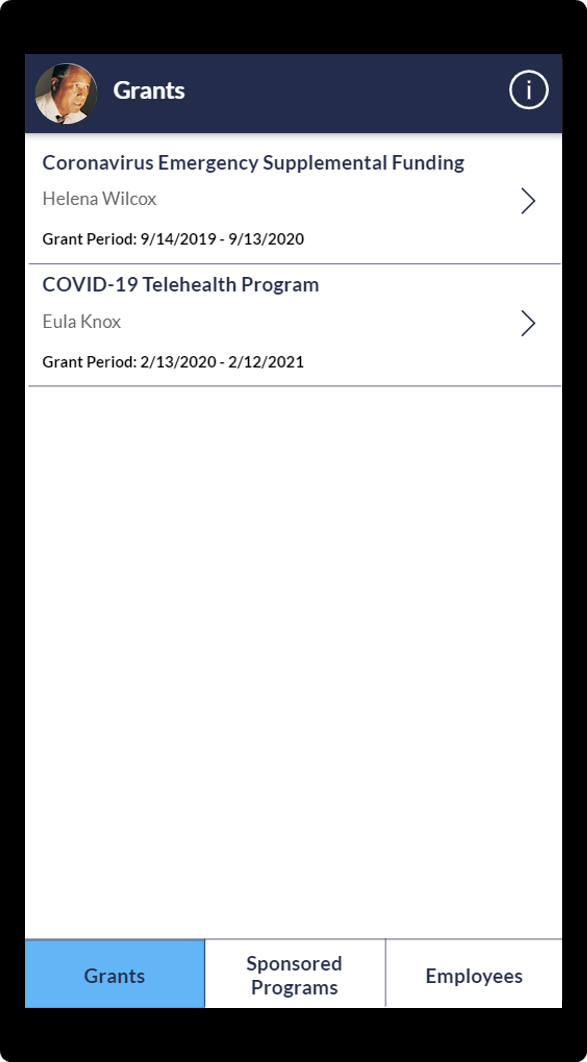 Grants
i
Coronavirus Emergency Supplemental Funding
Helena Wilcox
Grant Period: 9/14/2019 - 9/13/2020
COVID-19 Telehealth Program
Eula Knox
Grant Period: 2/13/2020 - 2/12/2021
Grants
Sponsored
Programs
Employees